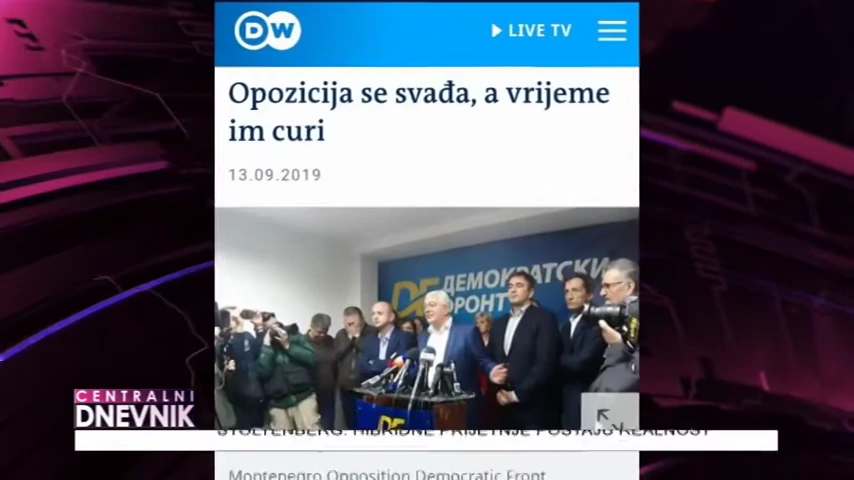 DW
LIVE TV
Opozicija se svađa, a vrijeme
im curi
13.09.2019
DF ДЕМОКРАТСКИ
ФРОНТ
DF
CENTRALNI
DNEVNIK
STOLTENBERG: HIBRIDNE PRIJETNJE POSTAJU REALNOST
Montenegro Opposition Democratic Front